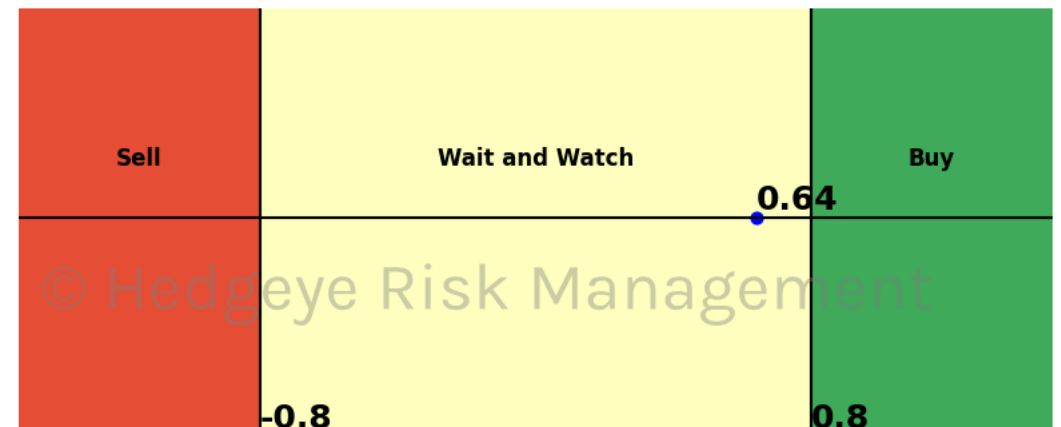 Sell
Wait and Watch
Buy
0.64
© Hedgeye Risk Management
-0.8
0.8